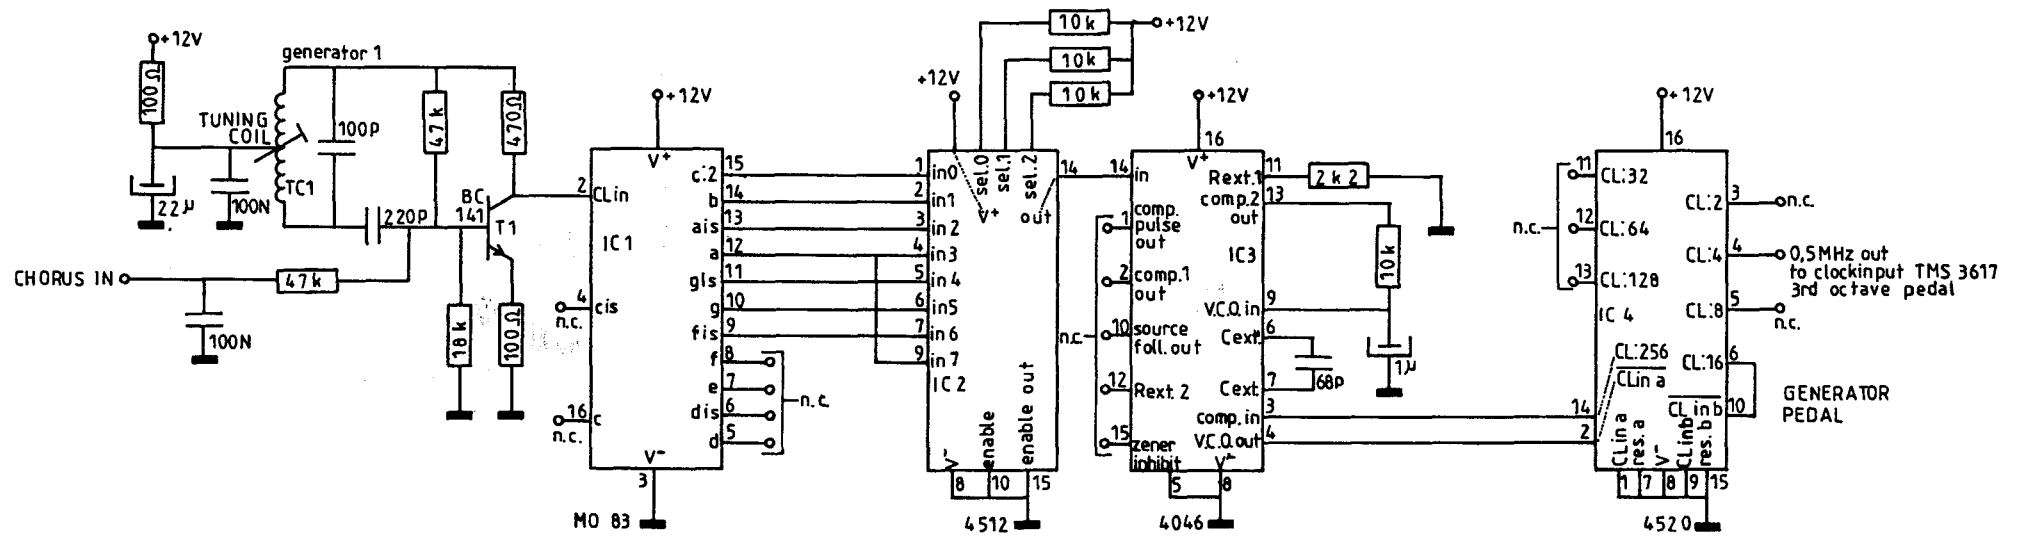 +12V
100Ω
22µ
100N
TUNING
COIL
TC1
generator 1
100p
220p
47k
470Ω
BC
141
T1
18k
100Ω
CHORUS IN
47k
100N
+12V
V+
2
CLin
IC1
4
cis
n.c.
16
c
n.c.
V-
3
MO 83
c:2 15
b 14
ais 13
a 12
gis 11
g 10
fis 9
f 8
e 7
dis 6
d 5
n.c.
+12V
10k
10k
10k
+12V
1 in0
2 in1
3 in2
4 in3
5 in4
6 in5
7 in6
9 in7
sel.0
sel.1
sel.2
V+
out
14
IC2
V-
enable
enable out
8
10
15
4512
+12V
16
V+
14 in
comp.
1 pulse
out
2 comp.1
out
n.c.
10 source
foll.out
12 Rext.2
15 zener
inhibit
Rext.1 11
comp.2 13
out
IC3
V.C.O.in 9
Cext 6
Cext 7
comp.in 3
V.C.O.out 4
V+
5
8
4046
2k2
10k
68p
1µ
+12V
16
11 CL:32
n.c.
12 CL:64
13 CL:128
IC4
CL:256
CLin a
14
2
CL:2 3 n.c.
CL:4 4 0,5MHz out
to clockinput TMS 3617
3rd octave pedal
CL:8 5
n.c.
CL:16 6
CLinb 10
GENERATOR
PEDAL
CLin a
res.a
V-
CLinb
res.b
1
7
8
9
15
4520